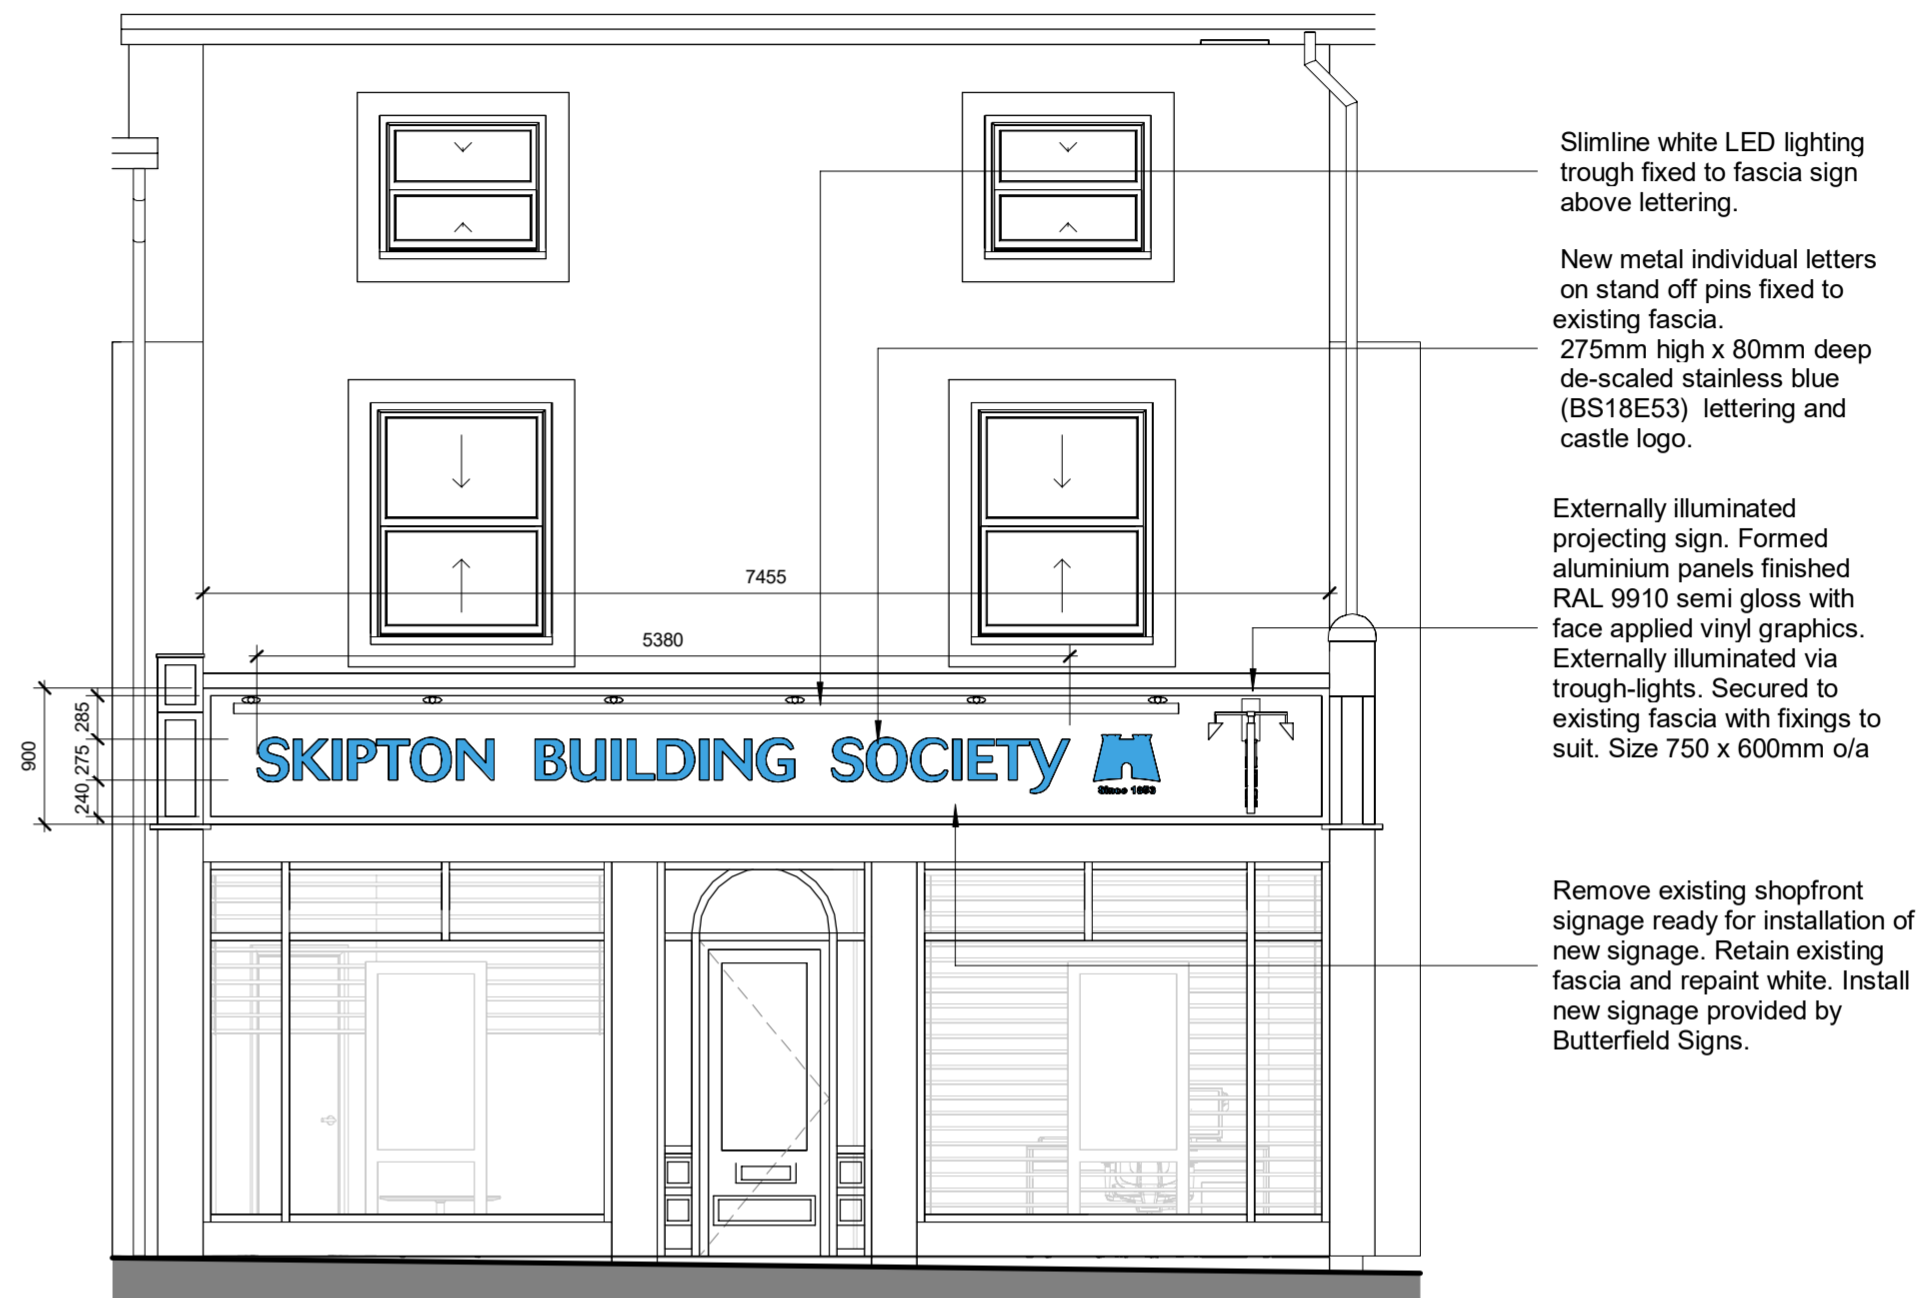 Slimline white LED lighting
trough fixed to fascia sign
above lettering.
New metal individual letters
on stand off pins fixed to
existing fascia.
275mm high x 80mm deep
de-scaled stainless blue
(BS18E53) lettering and
castle logo.
Externally illuminated
projecting sign. Formed
aluminium panels finished
RAL 9910 semi gloss with
face applied vinyl graphics.
Externally illuminated via
trough-lights. Secured to
existing fascia with fixings to
suit. Size 750 x 600mm o/a
Remove existing shopfront
signage ready for installation of
new signage. Retain existing
fascia and repaint white. Install
new signage provided by
Butterfield Signs.
7455
5380
900
285
275
240
SKIPTON BUILDING SOCIETY
Since 1853